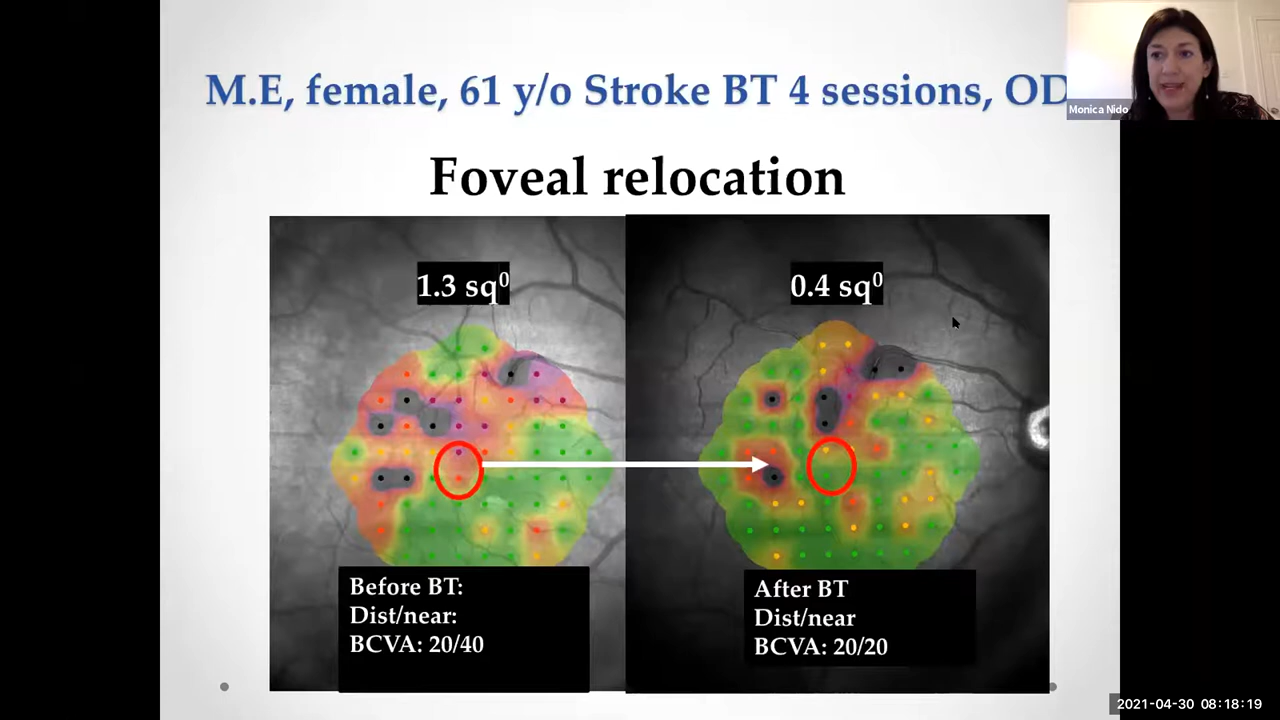 M.E, female, 61 y/o Stroke BT 4 sessions, OD
Monica Nido
Foveal relocation
1.3 sq⁰
0.4 sq⁰
Before BT:
Dist/near:
BCVA: 20/40
After BT
Dist/near
BCVA: 20/20
2021-04-30 08:18:19